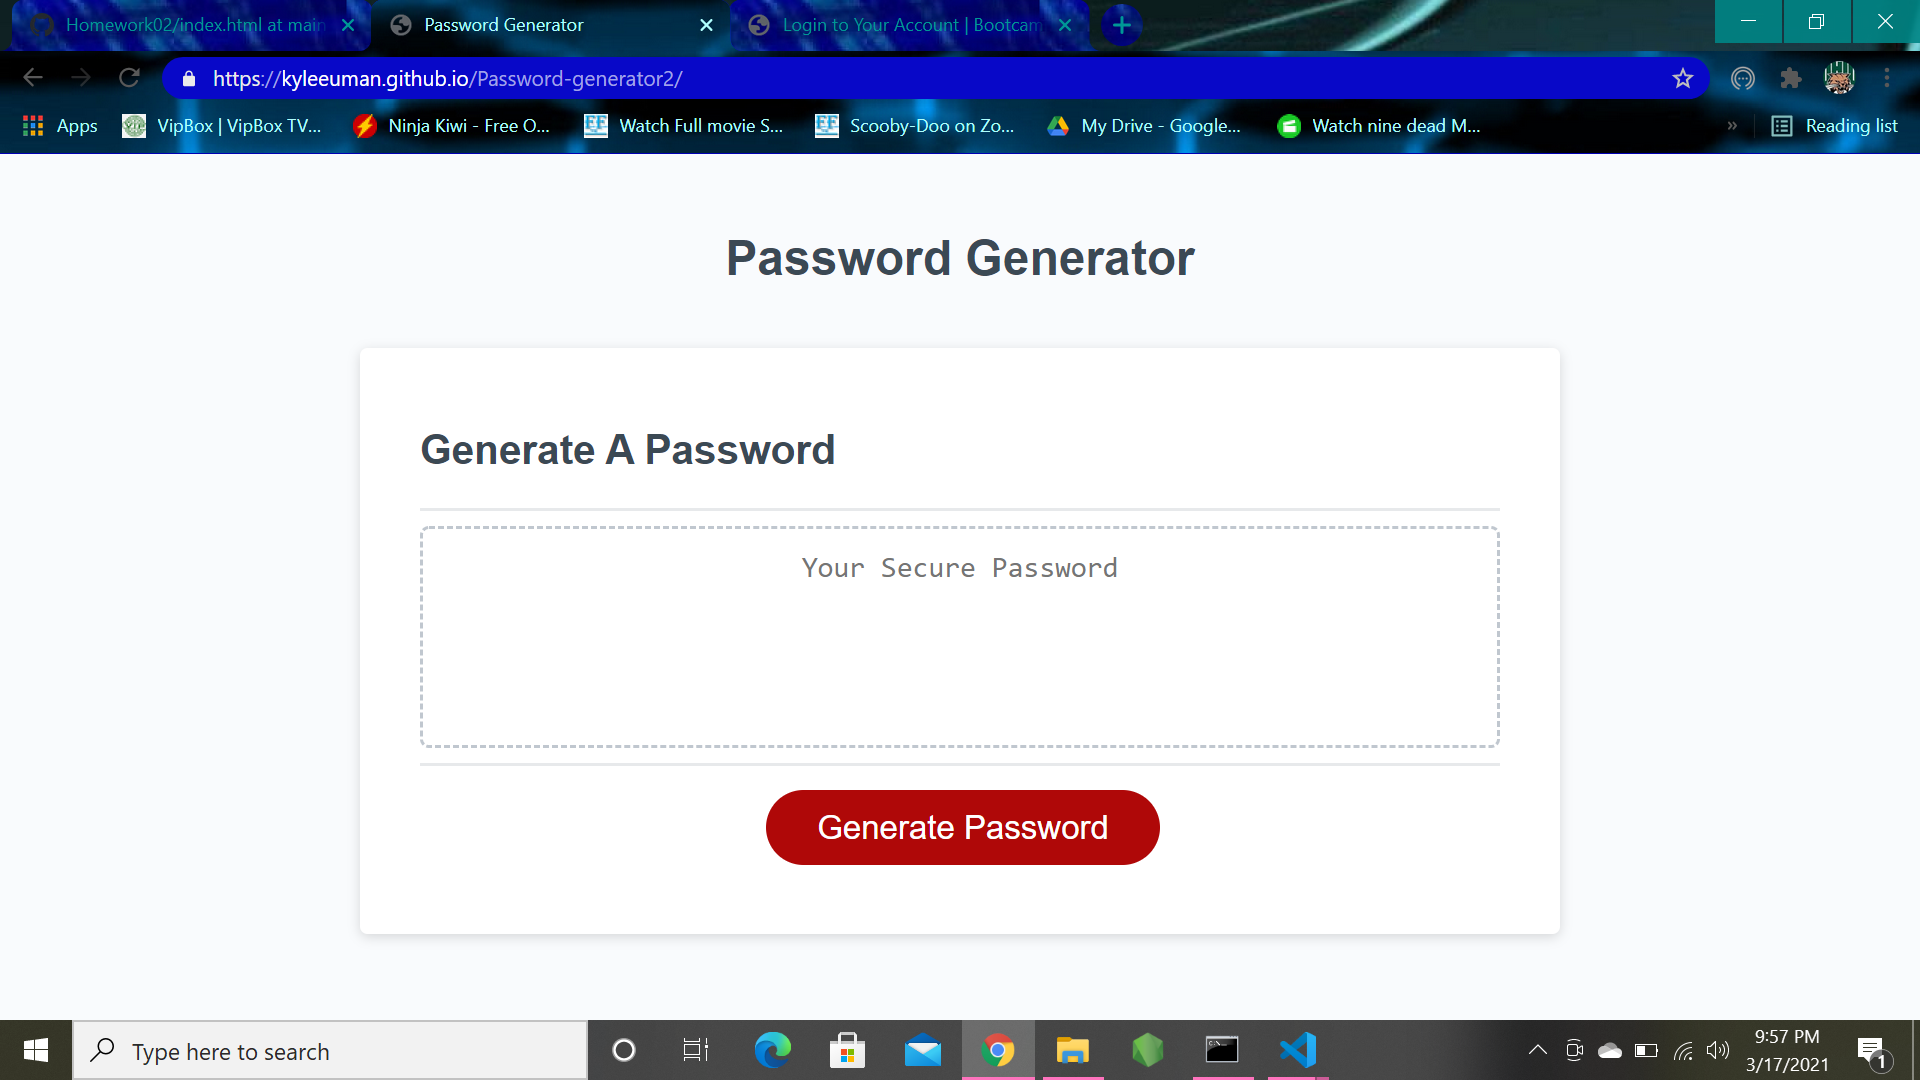 Homework02/index.html at main
Password Generator
Login to Your Account | Bootcam
https://kyleeuman.github.io/Password-generator2/
Apps
VipBox | VipBox TV...
Ninja Kiwi - Free O...
Watch Full movie S...
Scooby-Doo on Zo...
My Drive - Google...
Watch nine dead M...
»
Reading list
Password Generator
Generate A Password
Your Secure Password
Generate Password
Type here to search
9:57 PM
3/17/2021
1